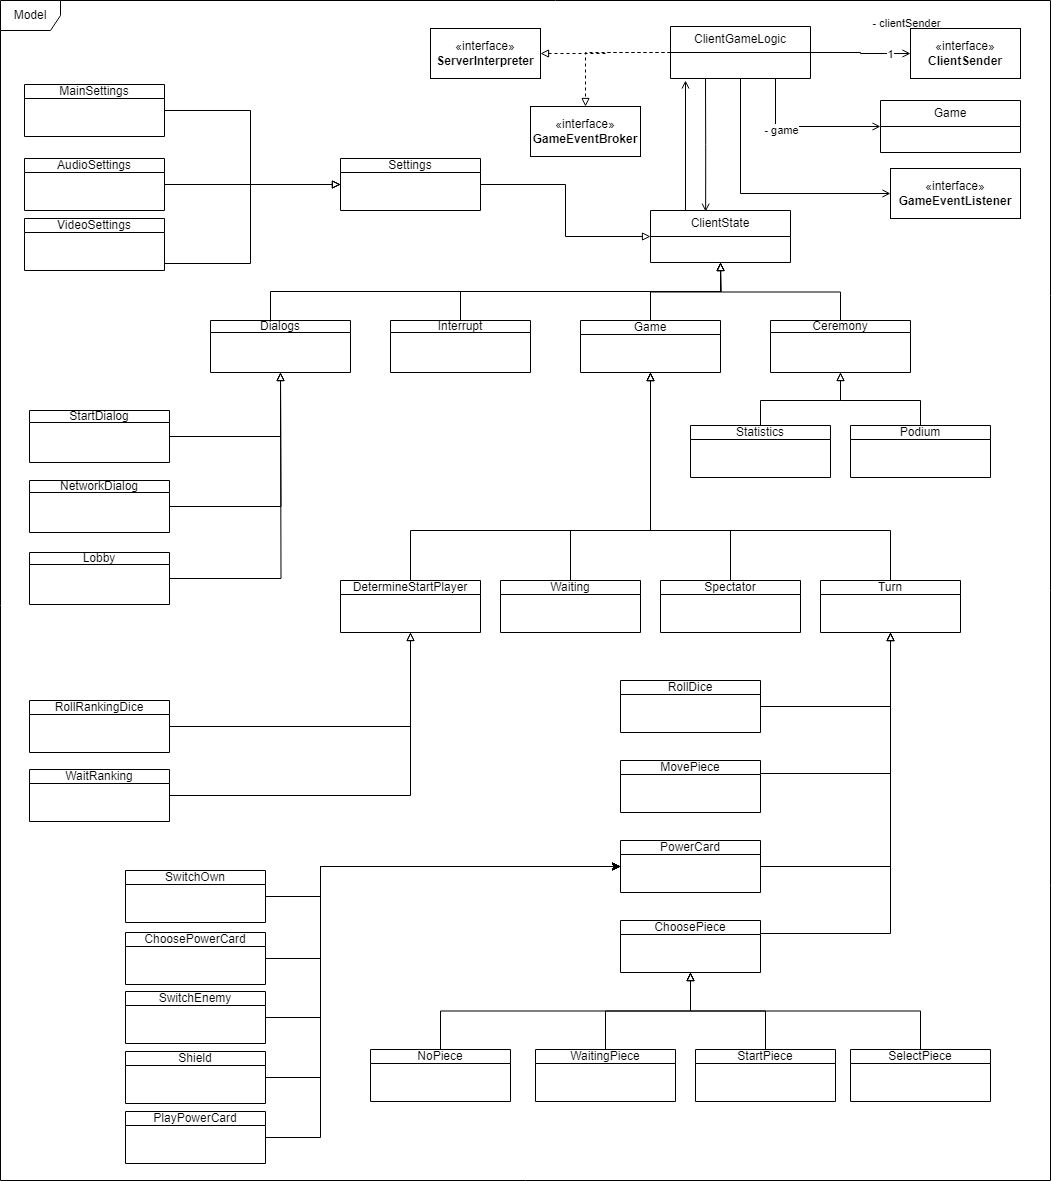 Model
- clientSender
«interface»
ServerInterpreter
ClientGameLogic
1
«interface»
ClientSender
MainSettings
«interface»
GameEventBroker
- game
Game
AudioSettings
Settings
«interface»
GameEventListener
VideoSettings
ClientState
Dialogs
Interrupt
Game
Ceremony
StartDialog
Statistics
Podium
NetworkDialog
Lobby
DetermineStartPlayer
Waiting
Spectator
Turn
RollDice
RollRankingDice
MovePiece
WaitRanking
PowerCard
SwitchOwn
ChoosePiece
ChoosePowerCard
SwitchEnemy
Shield
NoPiece
WaitingPiece
StartPiece
SelectPiece
PlayPowerCard